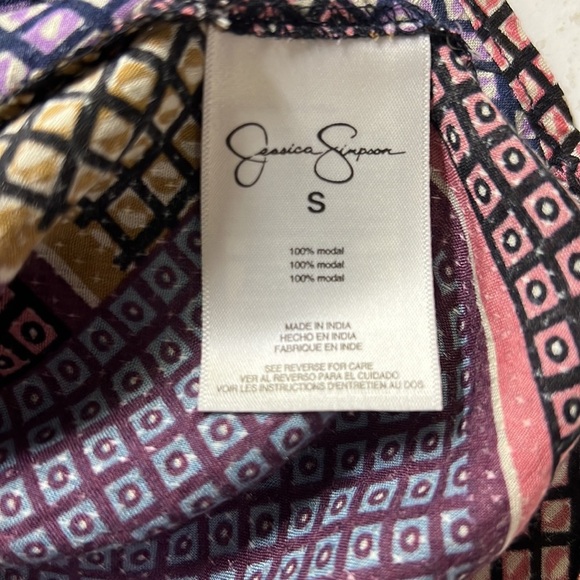 Jessica Simpson
S
100% modal
100% modal
100% modal
MADE IN INDIA
HECHO EN INDIA
FABRIQUE EN INDE
SEE REVERSE FOR CARE
VER AL REVERSO PARA EL CUIDADO
VOIR LES INSTRUCTIONS D'ENTRETIEN AU DOS.